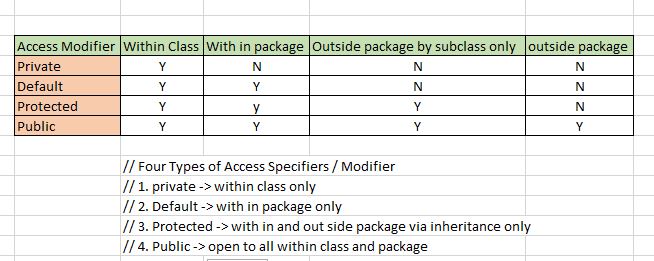 Access Modifier Within Class With in package Outside package by subclass only outside package
Private Y N N N
Default Y Y N N
Protected Y y Y N
Public Y Y Y Y
// Four Types of Access Specifiers / Modifier
// 1. private -> within class only
// 2. Default -> with in package only
// 3. Protected -> with in and out side package via inheritance only
// 4. Public -> open to all within class and package